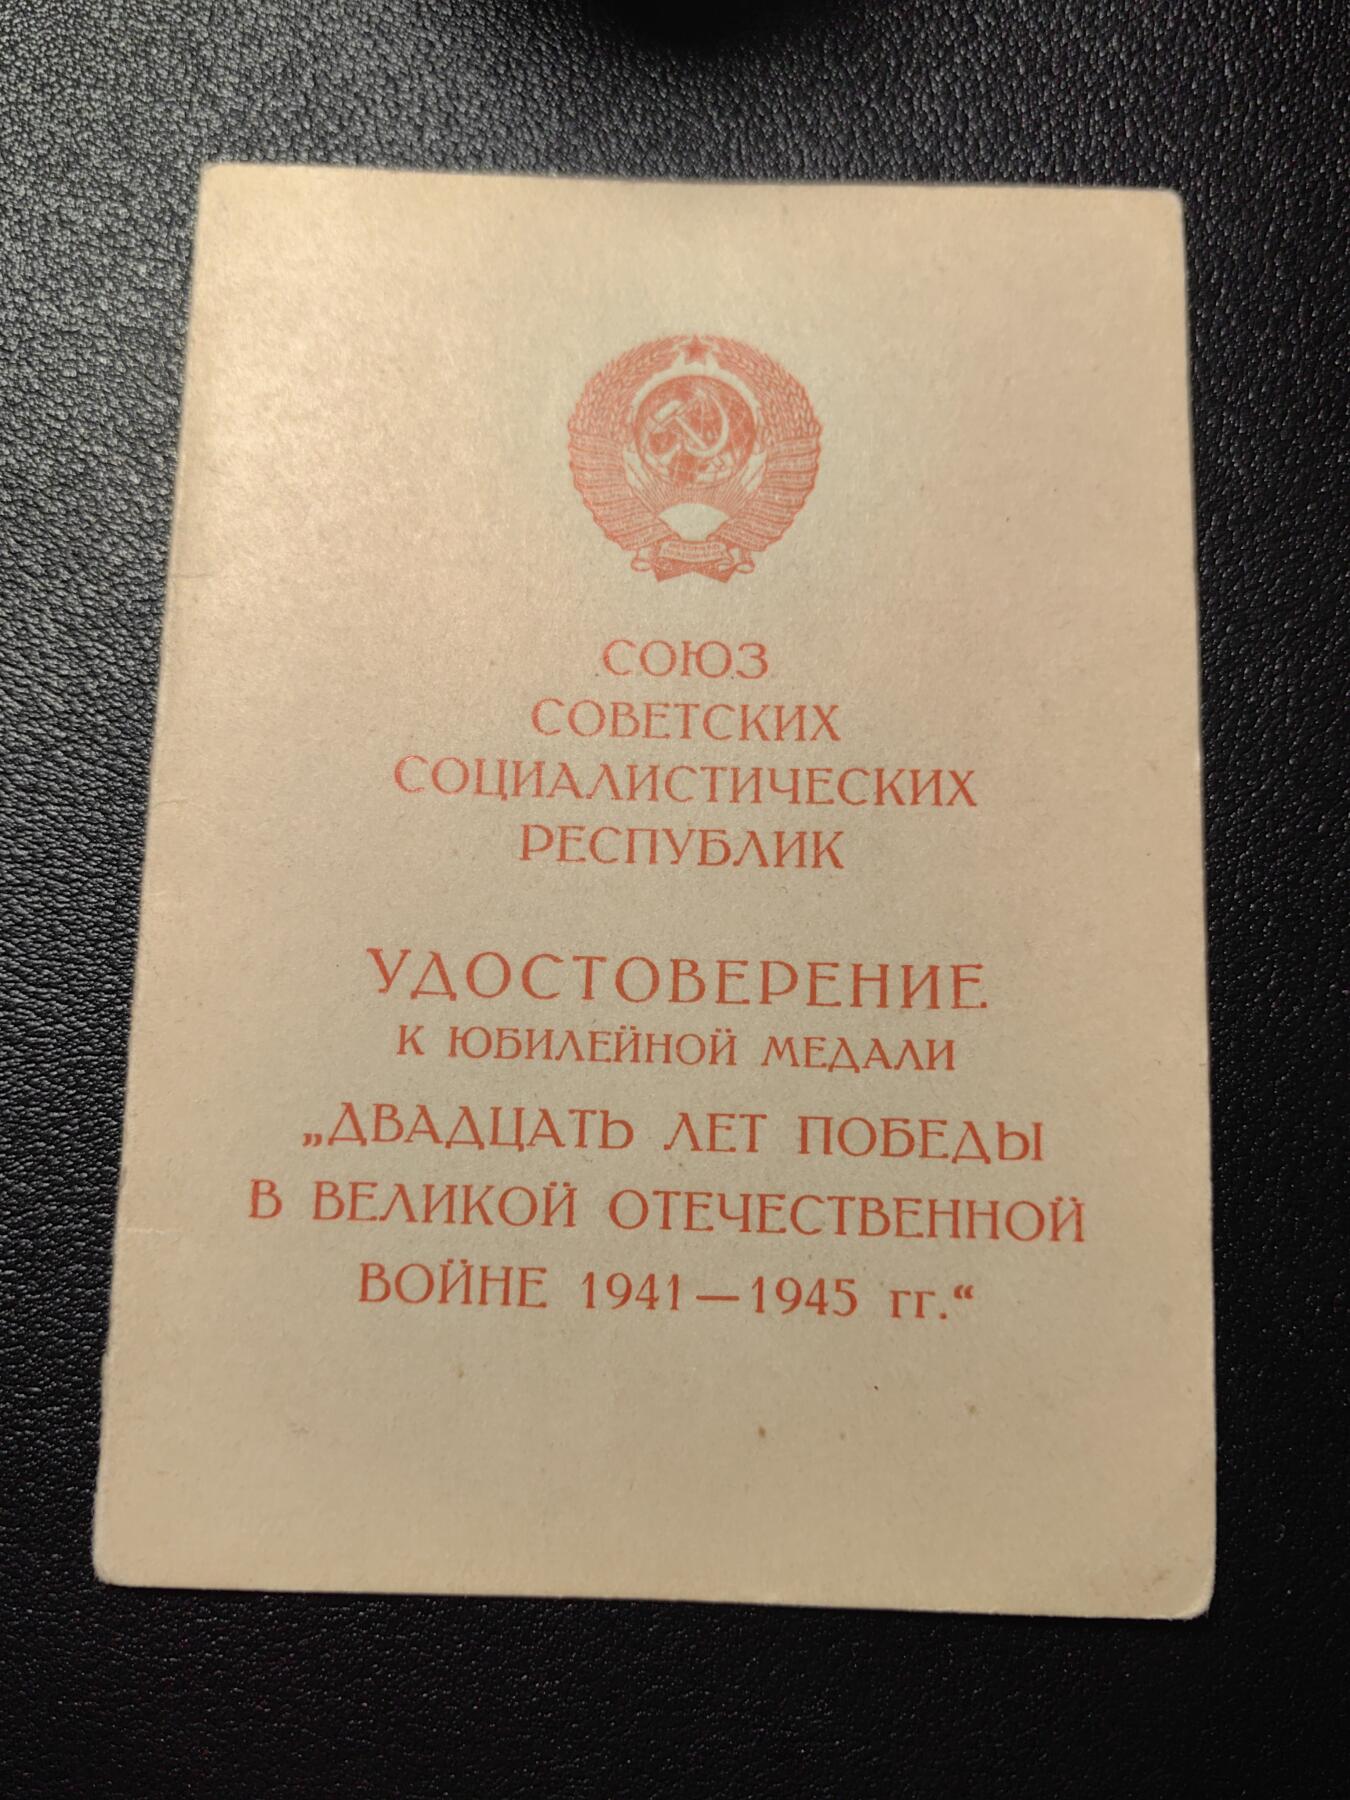 СОЮЗ
СОВЕТСКИХ
СОЦИАЛИСТИЧЕСКИХ
РЕСПУБЛИК
УДОСТОВЕРЕНИЕ
К ЮБИЛЕЙНОЙ МЕДАЛИ
„ДВАДЦАТЬ ЛЕТ ПОБЕДЫ
В ВЕЛИКОЙ ОТЕЧЕСТВЕННОЙ
ВОЙНЕ 1941—1945 гг.“